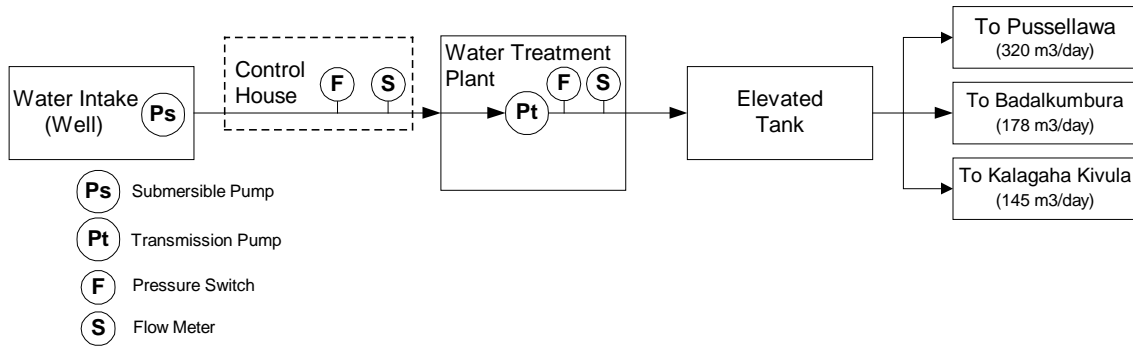 Water Intake
(Well)
Ps
Control
House
F
S
Water Treatment
Plant
F
S
Pt
Elevated
Tank
To Pussellawa
(320 m3/day)
To Badalkumbura
(178 m3/day)
To Kalagaha Kivula
(145 m3/day)
Ps Submersible Pump
Pt Transmission Pump
F Pressure Switch
S Flow Meter